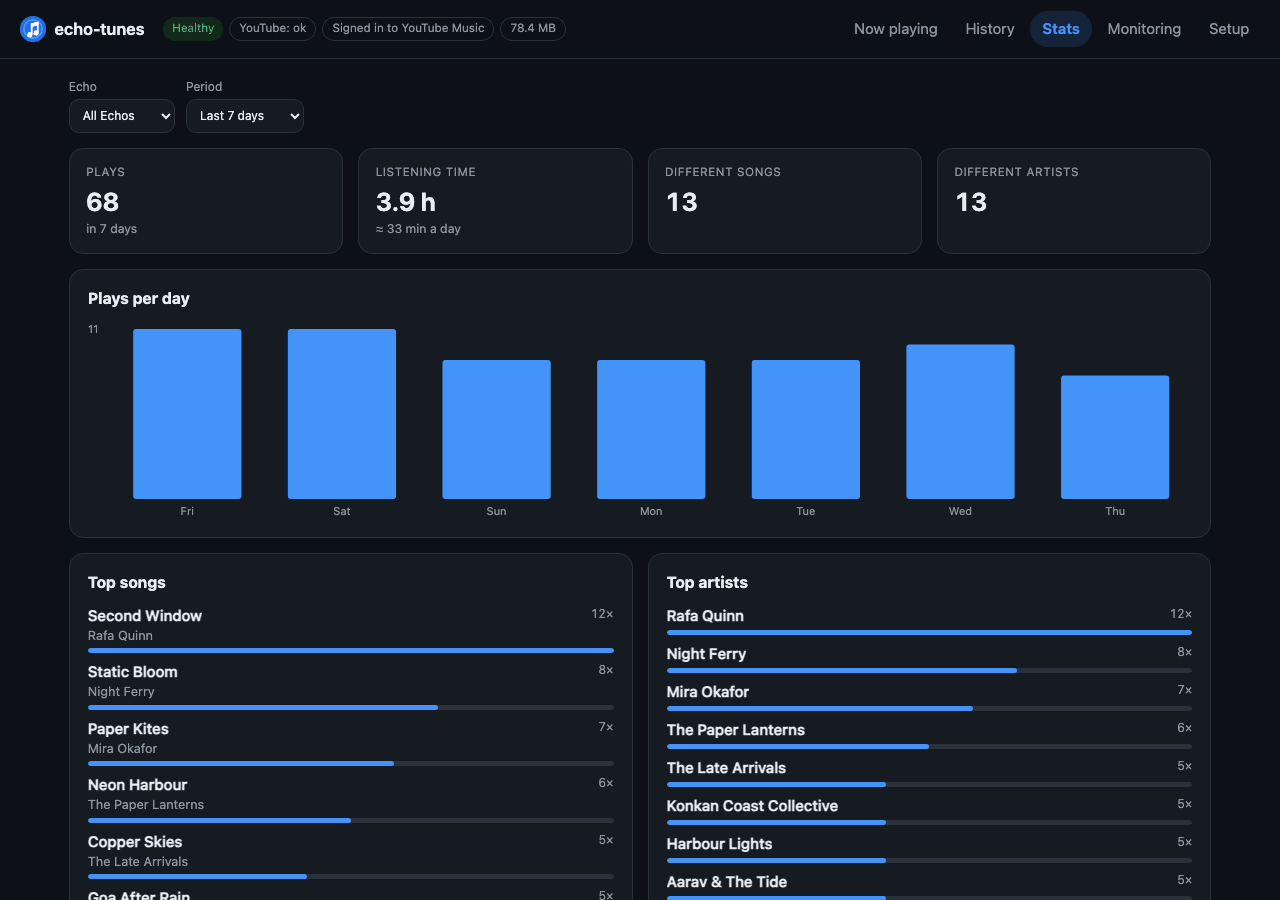 echo-tunes Healthy YouTube: ok Signed in to YouTube Music 78.4 MB Now playing History Stats Monitoring Setup
Echo Period
All Echos Last 7 days
PLAYS
68
in 7 days
LISTENING TIME
3.9 h
≈ 33 min a day
DIFFERENT SONGS
13
DIFFERENT ARTISTS
13
Plays per day
11
Fri Sat Sun Mon Tue Wed Thu
Top songs
Second Window 12×
Rafa Quinn
Static Bloom 8×
Night Ferry
Paper Kites 7×
Mira Okafor
Neon Harbour 6×
The Paper Lanterns
Copper Skies 5×
The Late Arrivals
Goa After Rain 5×
Top artists
Rafa Quinn 12×
Night Ferry 8×
Mira Okafor 7×
The Paper Lanterns 6×
The Late Arrivals 5×
Konkan Coast Collective 5×
Harbour Lights 5×
Aarav & The Tide 5×